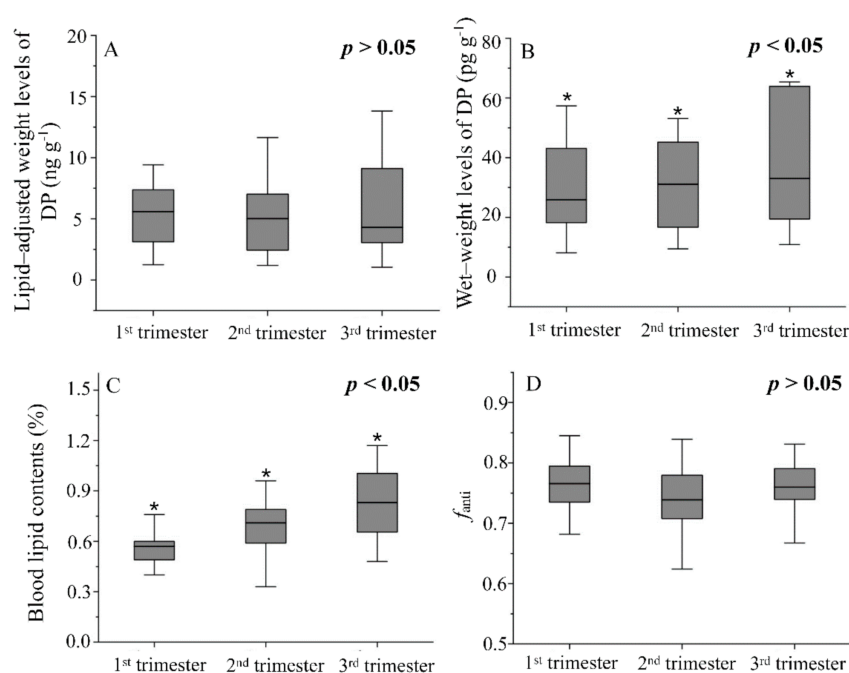 A
p > 0.05
Lipid–adjusted weight levels of
DP (ng g⁻¹)
20
15
10
5
0
1st trimester 2nd trimester 3rd trimester
B
p < 0.05
Wet–weight levels of DP (pg g⁻¹)
80
60
40
20
0
* * *
1st trimester 2nd trimester 3rd trimester
C
p < 0.05
Blood lipid contents (%)
1.5
1.2
0.9
0.6
0.3
0.0
* * *
1st trimester 2nd trimester 3rd trimester
D
p > 0.05
fanti
0.9
0.8
0.7
0.6
0.5
1st trimester 2nd trimester 3rd trimester